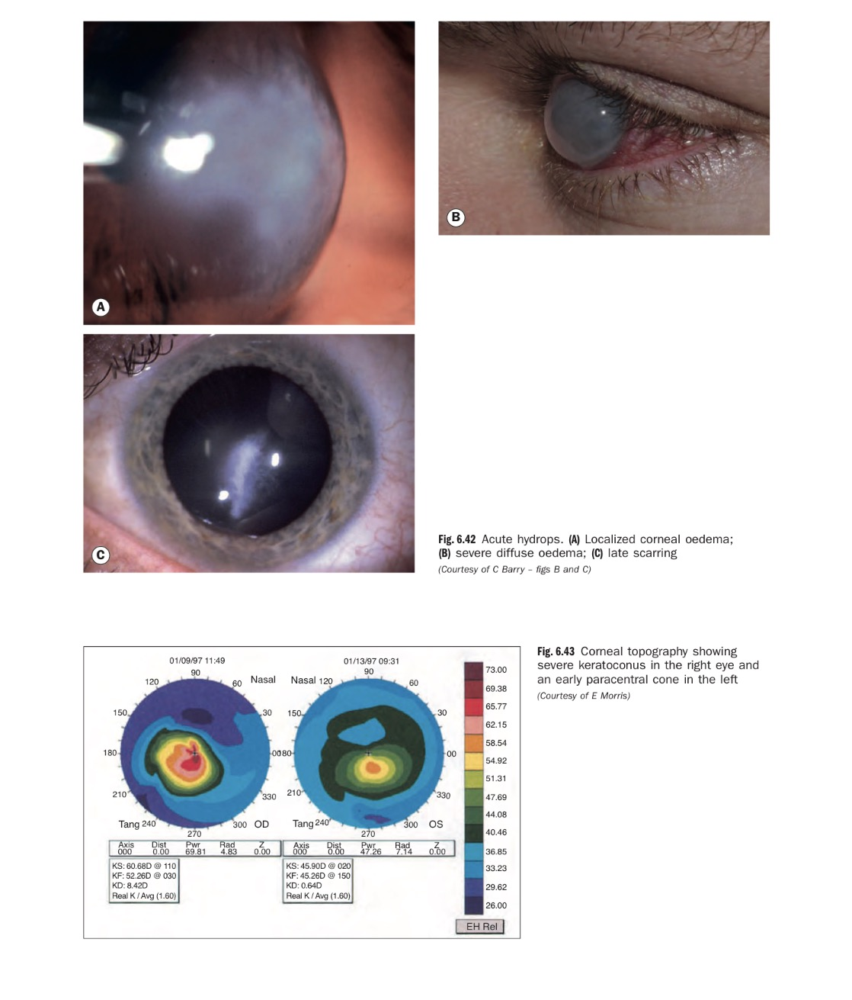 A
B
C
Fig. 6.42 Acute hydrops. (A) Localized corneal oedema;
(B) severe diffuse oedema; (C) late scarring
(Courtesy of C Barry – figs B and C)
Fig. 6.43 Corneal topography showing
severe keratoconus in the right eye and
an early paracentral cone in the left
(Courtesy of E Morris)
01/09/97 11:49
90
120
60
Nasal
150
30
180
00
210
330
Tang 240
300 OD
270
Axis Dist Pwr Rad Z
000 0.00 69.81 4.83 0.00
KS: 60.68D @ 110
KF: 52.26D @ 030
KD: 8.42D
Real K / Avg (1.60)
01/13/97 09:31
90
Nasal 120
60
150
30
180
00
210
330
Tang 240
300 OS
270
Axis Dist Pwr Rad Z
000 0.00 47.26 7.14 0.00
KS: 45.90D @ 020
KF: 45.26D @ 150
KD: 0.64D
Real K / Avg (1.60)
73.00
69.38
65.77
62.15
58.54
54.92
51.31
47.69
44.08
40.46
36.85
33.23
29.62
26.00
EH Rel